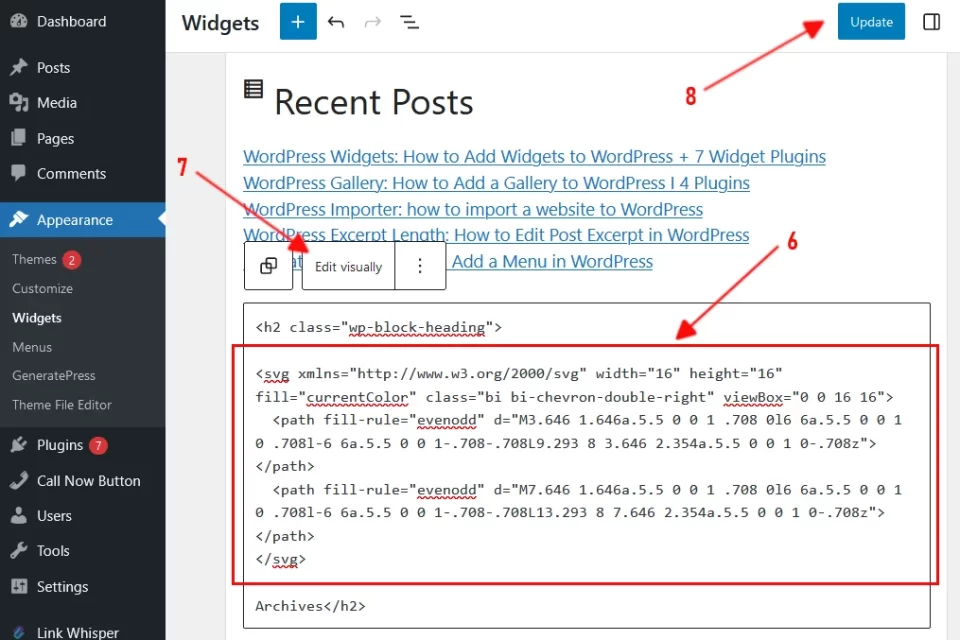 Dashboard
Posts
Media
Pages
Comments
Appearance
Themes 2
Customize
Widgets
Menus
GeneratePress
Theme File Editor
Plugins 7
Call Now Button
Users
Tools
Settings
Link Whisper
Widgets
Update
8
Recent Posts
7
WordPress Widgets: How to Add Widgets to WordPress + 7 Widget Plugins
WordPress Gallery: How to Add a Gallery to WordPress I 4 Plugins
WordPress Importer: how to import a website to WordPress
WordPress Excerpt Length: How to Edit Post Excerpt in WordPress
Add a Menu in WordPress
6
Edit visually
<h2 class="wp-block-heading">
<svg xmlns="http://www.w3.org/2000/svg" width="16" height="16"
fill="currentColor" class="bi bi-chevron-double-right" viewBox="0 0 16 16">
<path fill-rule="evenodd" d="M3.646 1.646a.5.5 0 0 1 .708 0l6 6a.5.5 0 0 1
0 .708l-6 6a.5.5 0 0 1-.708-.708L9.293 8 3.646 2.354a.5.5 0 0 1 0-.708z">
</path>
<path fill-rule="evenodd" d="M7.646 1.646a.5.5 0 0 1 .708 0l6 6a.5.5 0 0 1
0 .708l-6 6a.5.5 0 0 1-.708-.708L13.293 8 7.646 2.354a.5.5 0 0 1 0-.708z">
</path>
</svg>
Archives</h2>